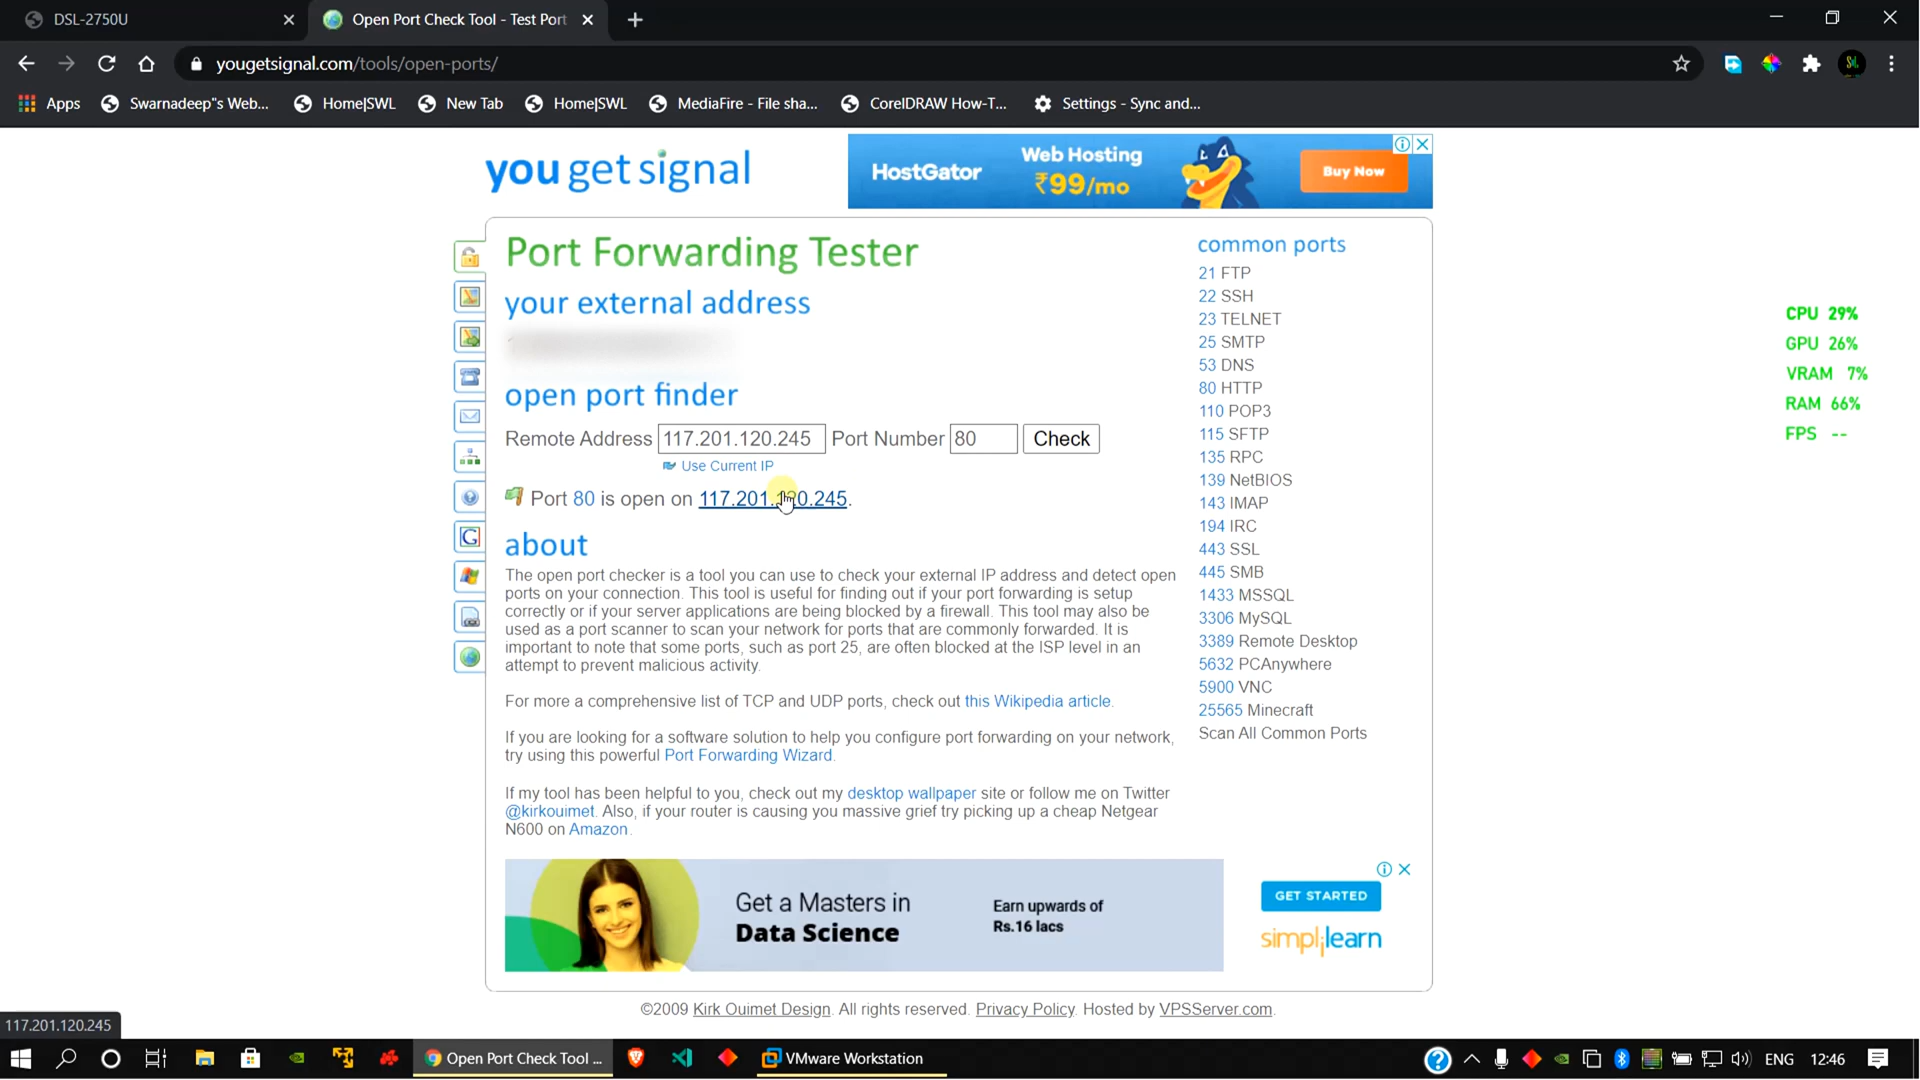 DSL-2750U
Open Port Check Tool - Test Port
yougetsignal.com/tools/open-ports/
Apps
Swarnadeep"s Web...
Home|SWL
New Tab
Home|SWL
MediaFire - File sha...
CorelDRAW How-T...
Settings - Sync and...
you get signal
HostGator
Web Hosting
₹99/mo
Buy Now
Port Forwarding Tester
your external address
open port finder
Remote Address 117.201.120.245 Port Number 80 Check
Use Current IP
Port 80 is open on 117.201.120.245.
about
The open port checker is a tool you can use to check your external IP address and detect open
ports on your connection. This tool is useful for finding out if your port forwarding is setup
correctly or if your server applications are being blocked by a firewall. This tool may also be
used as a port scanner to scan your network for ports that are commonly forwarded. It is
important to note that some ports, such as port 25, are often blocked at the ISP level in an
attempt to prevent malicious activity.
For more a comprehensive list of TCP and UDP ports, check out this Wikipedia article.
If you are looking for a software solution to help you configure port forwarding on your network,
try using this powerful Port Forwarding Wizard.
If my tool has been helpful to you, check out my desktop wallpaper site or follow me on Twitter
@kirkouimet. Also, if your router is causing you massive grief try picking up a cheap Netgear
N600 on Amazon.
common ports
21 FTP
22 SSH
23 TELNET
25 SMTP
53 DNS
80 HTTP
110 POP3
115 SFTP
135 RPC
139 NetBIOS
143 IMAP
194 IRC
443 SSL
445 SMB
1433 MSSQL
3306 MySQL
3389 Remote Desktop
5632 PCAnywhere
5900 VNC
25565 Minecraft
Scan All Common Ports
CPU 29%
GPU 26%
VRAM 7%
RAM 66%
FPS --
Get a Masters in
Data Science
Earn upwards of
Rs.16 lacs
GET STARTED
simplilearn
©2009 Kirk Ouimet Design. All rights reserved. Privacy Policy. Hosted by VPSServer.com.
117.201.120.245
Open Port Check Tool ...
VMware Workstation
ENG
12:46